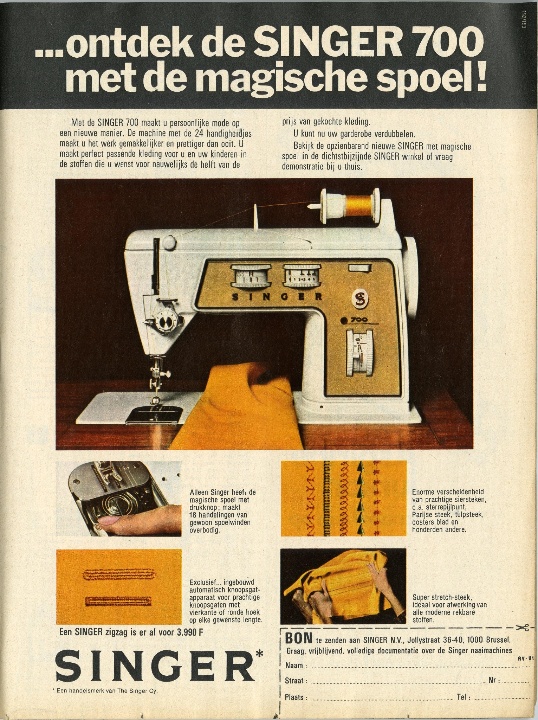 ...ontdek de SINGER 700
met de magische spoel!
Met de SINGER 700 maakt u persoonlijke mode op
een nieuwe manier. De machine met de 24 handigheidjes
maakt u het werk gemakkelijker en prettiger dan ooit. U
maakt perfect passende kleding voor u en uw kinderen in
de stoffen die u wenst voor nauwelijks de helft van de
prijs van gekochte kleding.
U kunt nu uw garderobe verdubbelen.
Bekijk de opzienbarend nieuwe SINGER met magische
spoel in de dichtstbijzijnde SINGER winkel of vraag
demonstratie bij u thuis.
SINGER
S
700
Alleen Singer heeft de
magische spoel met
drukknop: maakt
16 handelingen van
gewoon spoelwinden
overbodig.
Enorme verscheidenheid
van prachtige siersteken,
o.a. sterrepijlpunt,
Parijse steek, tulpsteek,
oosters blad en
honderden andere.
Exclusief... ingebouwd
automatisch knoopsgat-
apparaat voor prachtige
knoopsgaten met
vierkante of ronde hoek
op elke gewenste lengte.
Super stretch-steek,
ideaal voor afwerking van
alle moderne rekbare
stoffen.
Een SINGER zigzag is er al voor 3.990 F
SINGER*
* Een handelsmerk van The Singer Cy.
BON te zenden aan SINGER N.V., Jollystraat 36-40, 1000 Brussel.
Graag, vrijblijvend, volledige documentatie over de Singer naaimachines
Naam :
Straat : Nr :
Plaats : Tel :